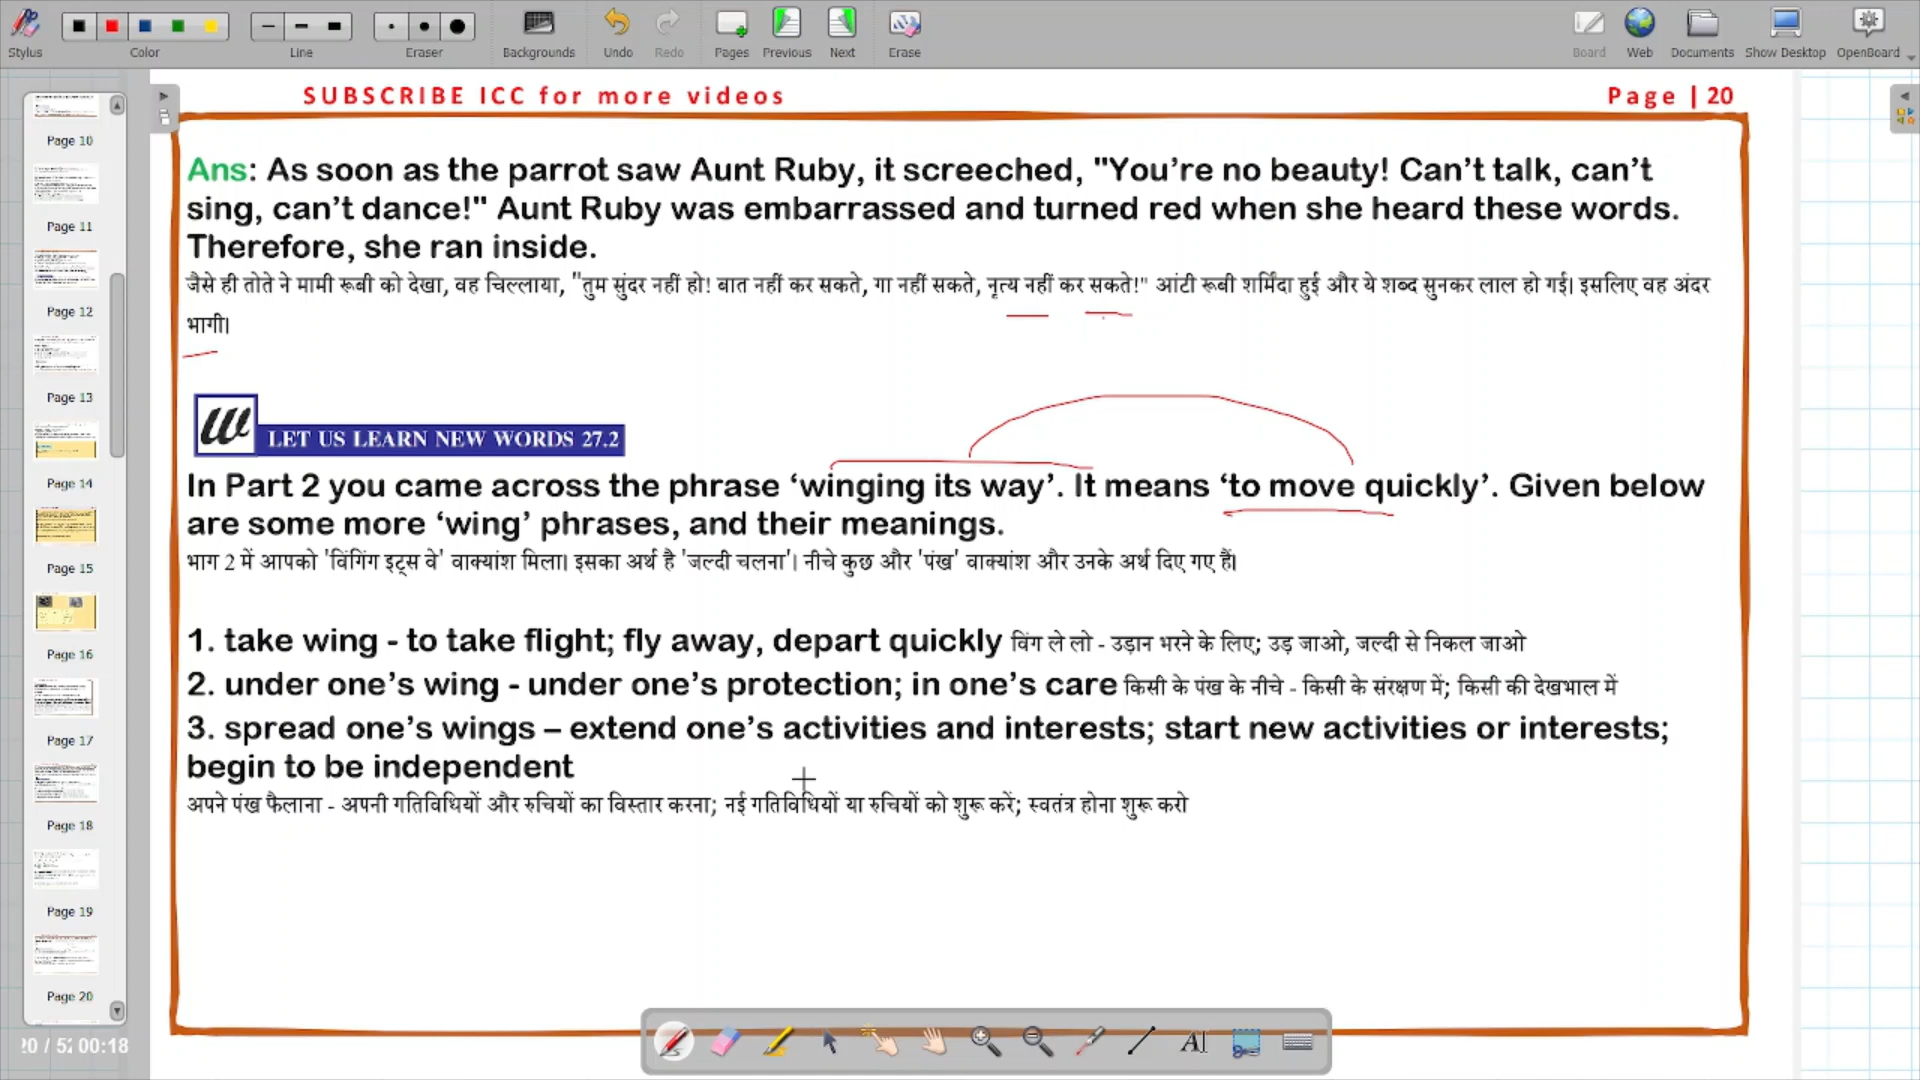 Stylus
Color
Line
Eraser
Backgrounds
Undo
Redo
Pages
Previous
Next
Erase
Board
Web
Documents
Show Desktop
OpenBoard
SUBSCRIBE ICC for more videos
Page | 20
Page 10
Page 11
Page 12
Page 13
Page 14
Page 15
Page 16
Page 17
Page 18
Page 19
Page 20
Ans: As soon as the parrot saw Aunt Ruby, it screeched, "You’re no beauty! Can’t talk, can’t
sing, can’t dance!" Aunt Ruby was embarrassed and turned red when she heard these words.
Therefore, she ran inside.
जैसे ही तोते ने मामी रूबी को देखा, वह चिल्लाया, "तुम सुंदर नहीं हो! बात नहीं कर सकते, गा नहीं सकते, नृत्य नहीं कर सकते!" आंटी रूबी शर्मिंदा हुई और ये शब्द सुनकर लाल हो गई। इसलिए वह अंदर
भागी।
W
LET US LEARN NEW WORDS 27.2
In Part 2 you came across the phrase ‘winging its way’. It means ‘to move quickly’. Given below
are some more ‘wing’ phrases, and their meanings.
भाग 2 में आपको 'विंगिंग इट्स वे' वाक्यांश मिला। इसका अर्थ है 'जल्दी चलना'। नीचे कुछ और 'पंख' वाक्यांश और उनके अर्थ दिए गए हैं।
1. take wing - to take flight; fly away, depart quickly विंग ले लो - उड़ान भरने के लिए; उड़ जाओ, जल्दी से निकल जाओ
2. under one’s wing - under one’s protection; in one’s care किसी के पंख के नीचे - किसी के संरक्षण में; किसी की देखभाल में
3. spread one’s wings – extend one’s activities and interests; start new activities or interests;
begin to be independent
अपने पंख फैलाना - अपनी गतिविधियों और रुचियों का विस्तार करना; नई गतिविधियों या रुचियों को शुरू करें; स्वतंत्र होना शुरू करो
20 / 52 00:18